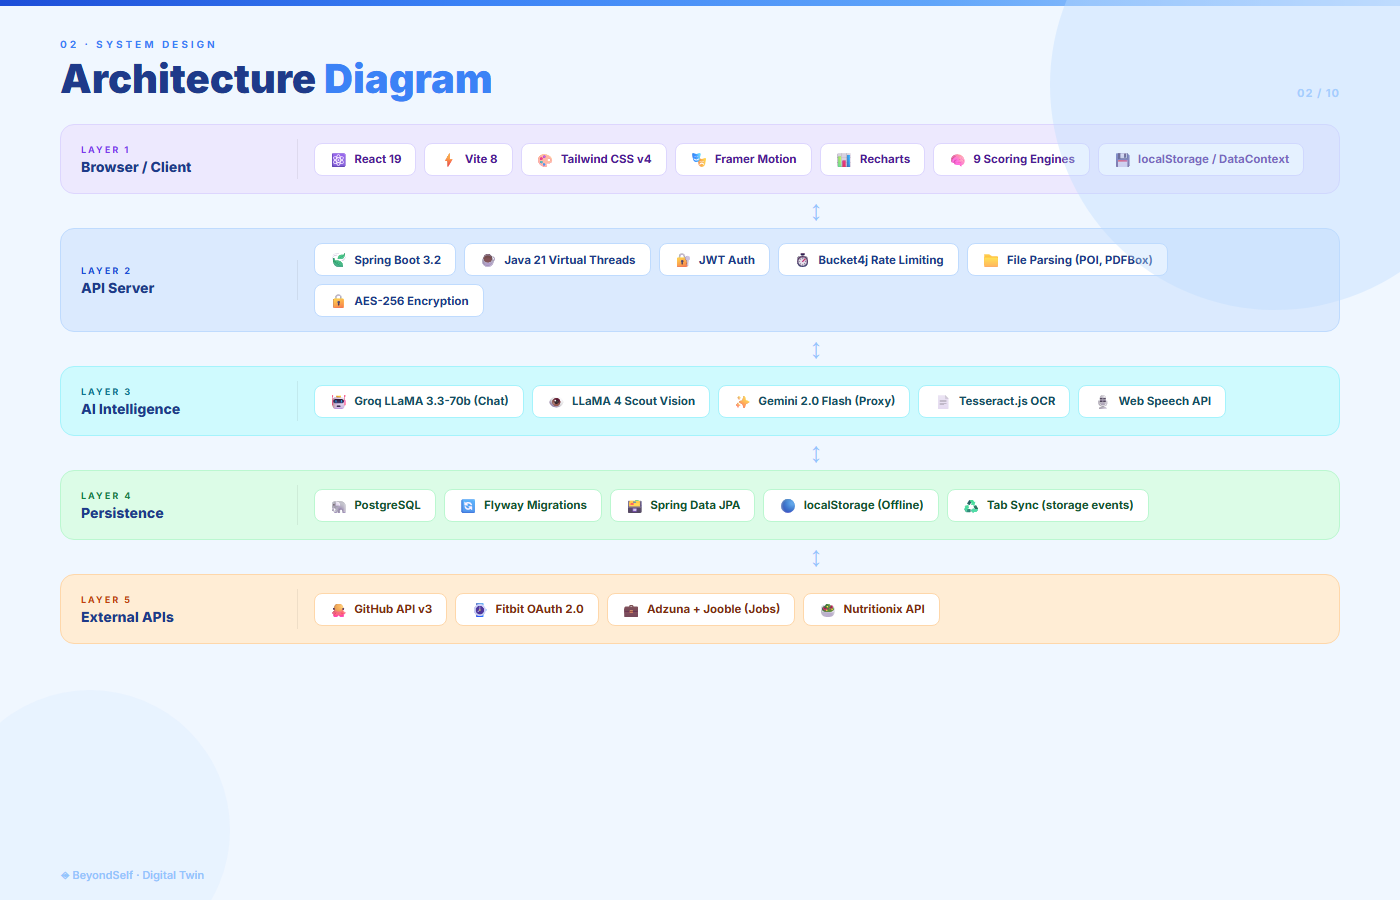 02 · SYSTEM DESIGN
Architecture Diagram
02 / 10
LAYER 1
Browser / Client
React 19
Vite 8
Tailwind CSS v4
Framer Motion
Recharts
9 Scoring Engines
localStorage / DataContext
LAYER 2
API Server
Spring Boot 3.2
Java 21 Virtual Threads
JWT Auth
Bucket4j Rate Limiting
File Parsing (POI, PDFBox)
AES-256 Encryption
LAYER 3
AI Intelligence
Groq LLaMA 3.3-70b (Chat)
LLaMA 4 Scout Vision
Gemini 2.0 Flash (Proxy)
Tesseract.js OCR
Web Speech API
LAYER 4
Persistence
PostgreSQL
Flyway Migrations
Spring Data JPA
localStorage (Offline)
Tab Sync (storage events)
LAYER 5
External APIs
GitHub API v3
Fitbit OAuth 2.0
Adzuna + Jooble (Jobs)
Nutritionix API
BeyondSelf · Digital Twin